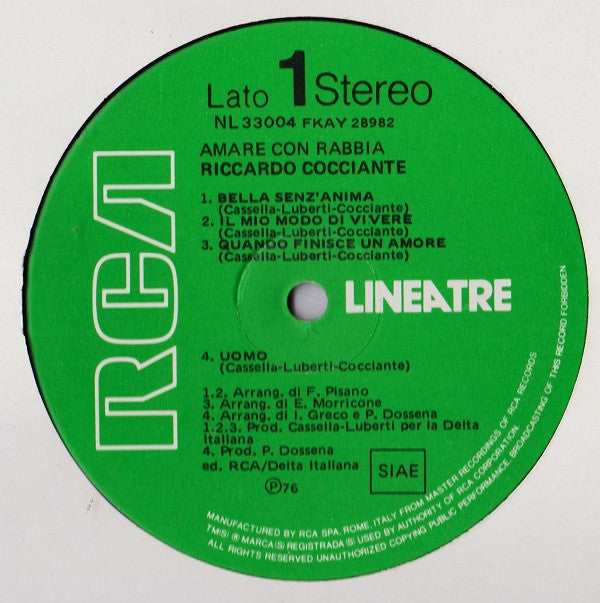 Lato 1 Stereo
NL33004 FKAY 28982
AMARE CON RABBIA
RICCARDO COCCIANTE
1. BELLA SENZ'ANIMA
(Cassella-Luberti-Cocciante)
2. IL MIO MODO DI VIVERE
(Cassella-Luberti-Cocciante)
3. QUANDO FINISCE UN AMORE
(Cassella-Luberti-Cocciante)
RCA
LINEATRE
4. UOMO
(Cassella-Luberti-Cocciante)
1.2. Arrang. di F. Pisano
3. Arrang. di E. Morricone
4. Arrang. di I. Greco e P. Dossena
1.2.3. Prod. Cassella-Luberti per la Delta
Italiana
4. Prod. P. Dossena
ed. RCA/Delta Italiana
SIAE
Ⓟ76
MANUFACTURED BY RCA SPA, ROME, ITALY FROM MASTER RECORDINGS OF RCA RECORDS
TM(S) ® MARCA(S) REGISTRADA(S) USED BY AUTHORITY OF RCA CORPORATION
ALL RIGHTS RESERVED UNAUTHORIZED COPYING PUBLIC PERFORMANCE, BROADCASTING OF THIS RECORD FORBIDDEN